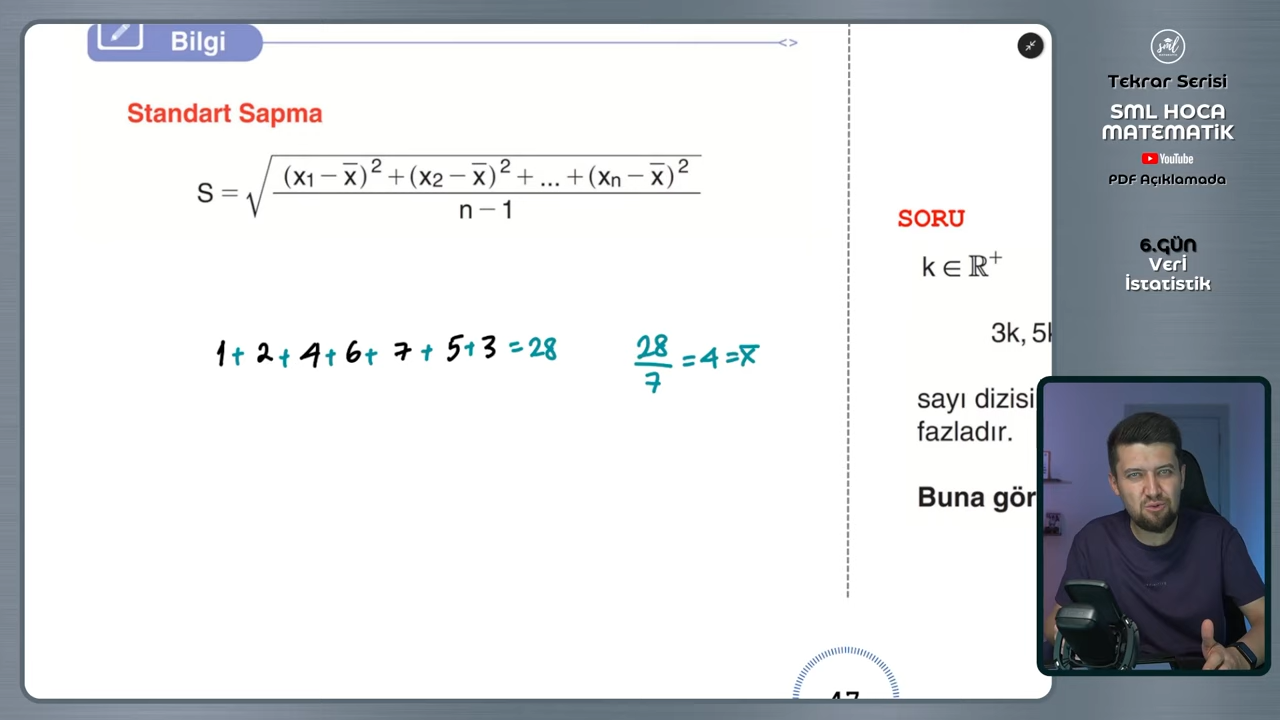 Bilgi
Standart Sapma
S = √((x₁ − x̄)² + (x₂ − x̄)² + ... + (xₙ − x̄)² / n − 1)
1 + 2 + 4 + 6 + 7 + 5 + 3 = 28
28/7 = 4 = x̄
SORU
k ∈ ℝ⁺
3k, 5k
sayı dizisi
fazladır.
Buna gör
47
sml
Tekrar Serisi
SML HOCA
MATEMATİK
YouTube
PDF Açıklamada
6.GÜN
Verİ
İstatistik